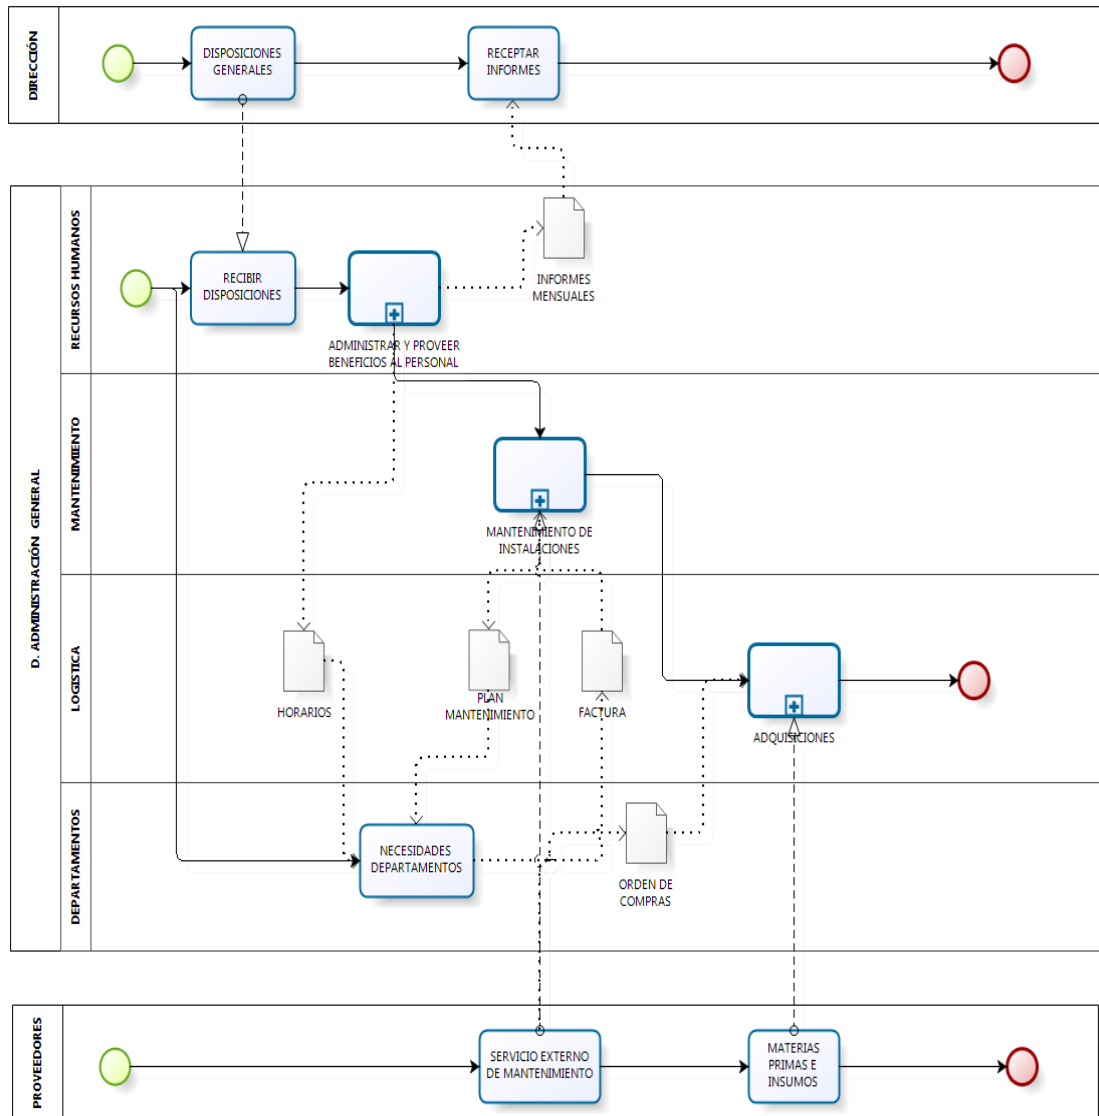 DIRECCIÓN
DISPOSICIONES
GENERALES
RECEPTAR
INFORMES
D. ADMINISTRACIÓN GENERAL
RECURSOS HUMANOS
RECIBIR
DISPOSICIONES
ADMINISTRAR Y PROVEER
BENEFICIOS AL PERSONAL
INFORMES
MENSUALES
MANTENIMIENTO
MANTENIMIENTO DE
INSTALACIONES
LOGISTICA
HORARIOS
PLAN
MANTENIMIENTO
FACTURA
ADQUISICIONES
DEPARTAMENTOS
NECESIDADES
DEPARTAMENTOS
ORDEN DE
COMPRAS
PROVEEDORES
SERVICIO EXTERNO
DE MANTENIMIENTO
MATERIAS
PRIMAS E
INSUMOS